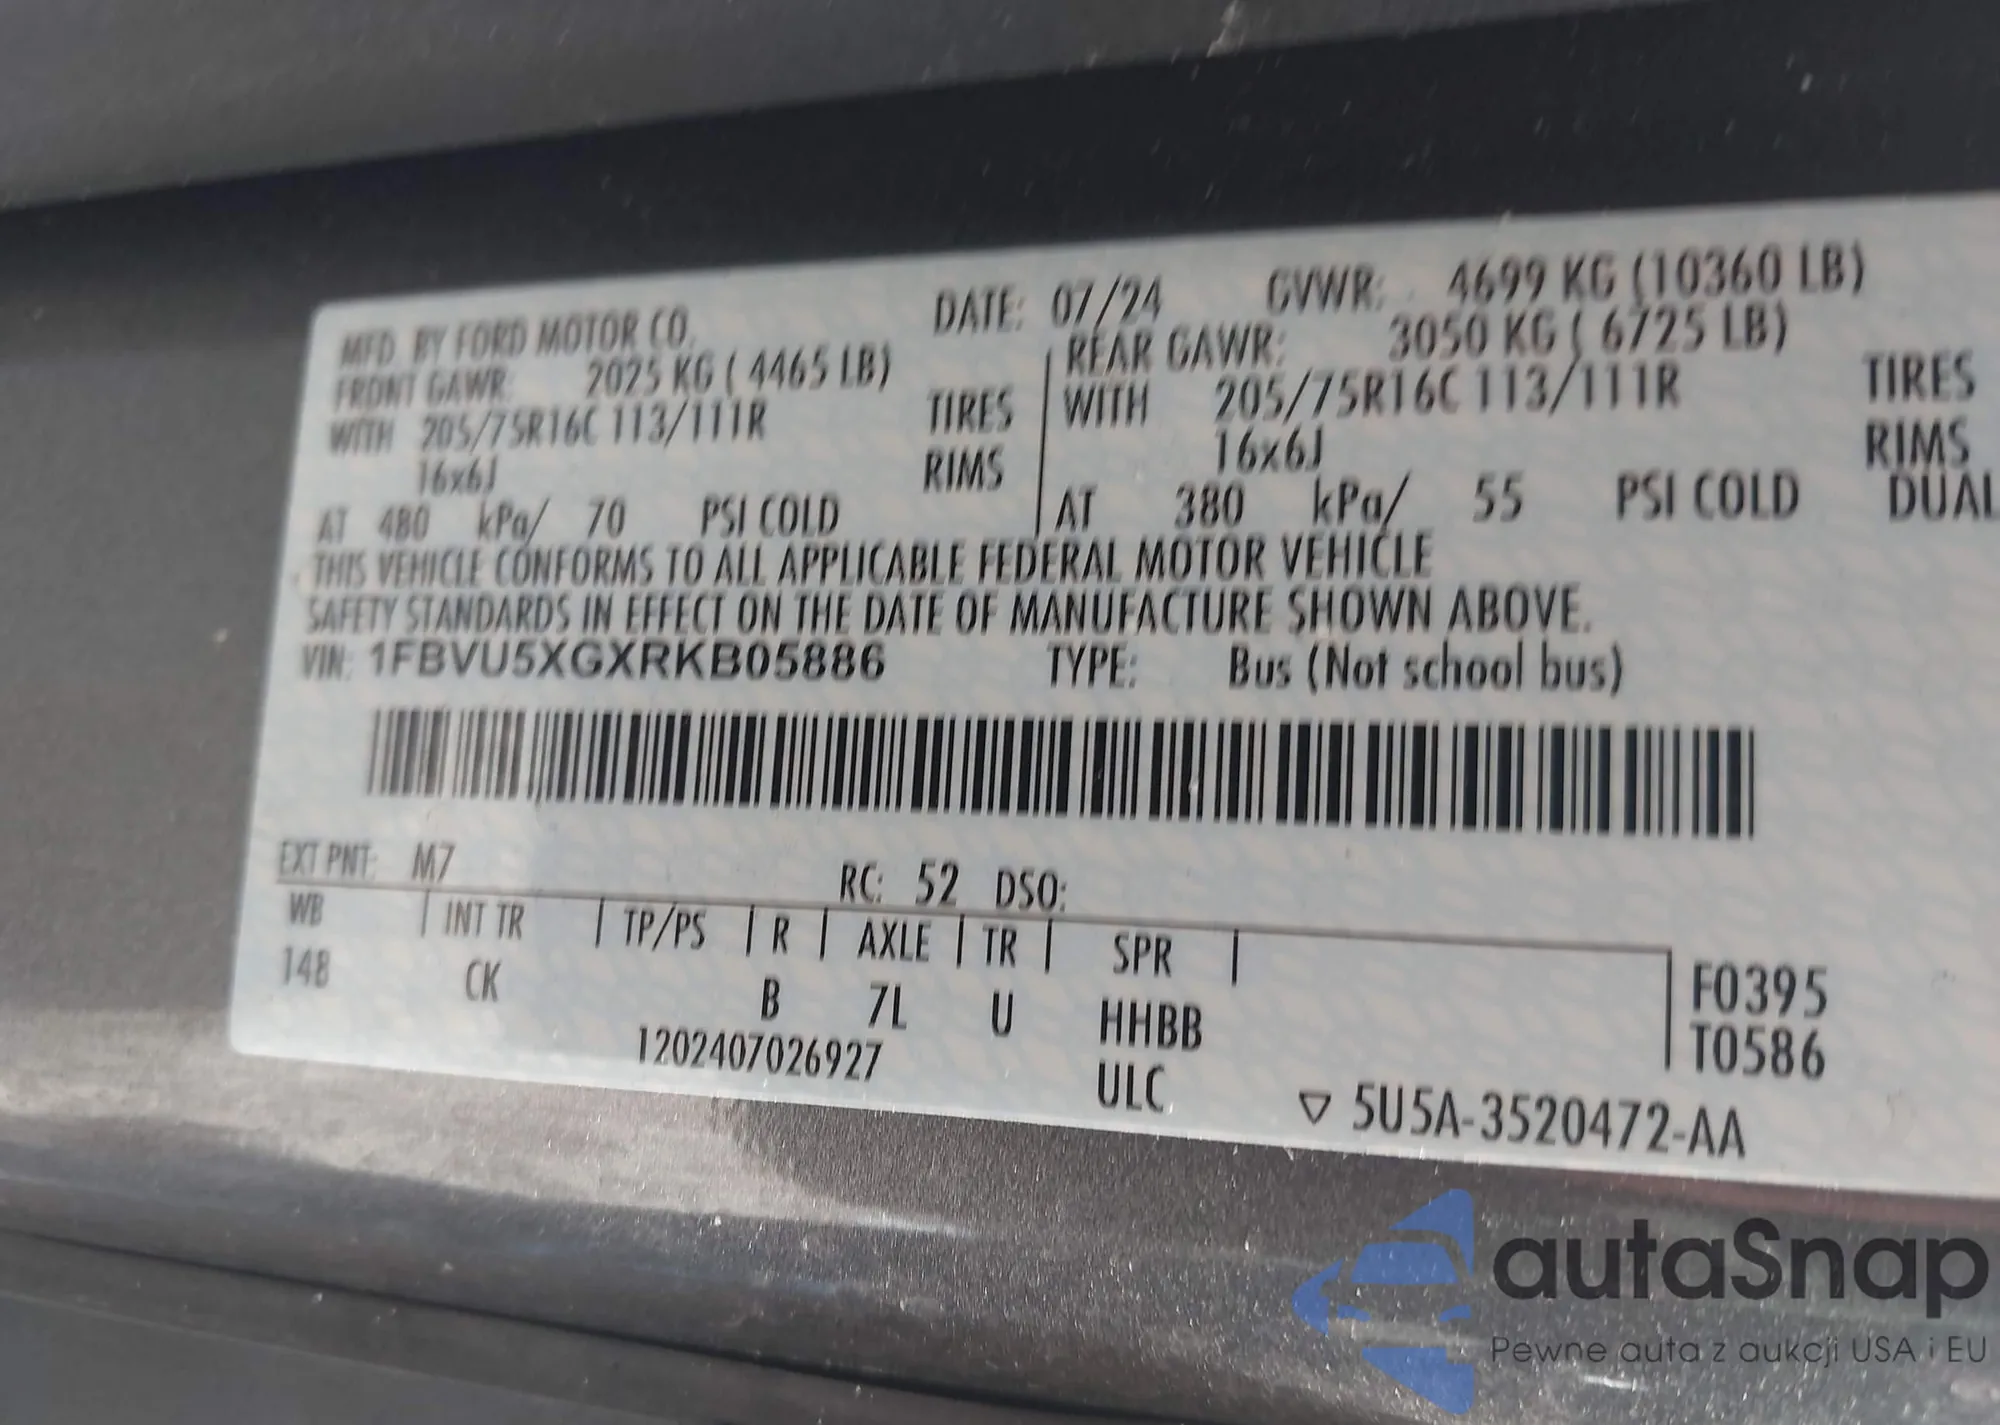 MFD. BY FORD MOTOR CO. DATE: 07/24 GVWR: 4699 KG (10360 LB)
FRONT GAWR: 2025 KG ( 4465 LB) REAR GAWR: 3050 KG ( 6725 LB)
WITH 205/75R16C 113/111R TIRES WITH 205/75R16C 113/111R TIRES
16x6J RIMS 16x6J RIMS
AT 480 kPa/ 70 PSI COLD AT 380 kPa/ 55 PSI COLD DUAL
THIS VEHICLE CONFORMS TO ALL APPLICABLE FEDERAL MOTOR VEHICLE
SAFETY STANDARDS IN EFFECT ON THE DATE OF MANUFACTURE SHOWN ABOVE.
VIN: 1FBVU5XGXRKB05886 TYPE: Bus (Not school bus)
EXT PNT: M7 RC: 52 DSO:
WB INT TR TP/PS R AXLE TR SPR
148 CK B 7L U HHBB F0395
1202407026927 ULC T0586
▽ 5U5A-3520472-AA
autaSnap
Pewne auta z aukcji USA i EU